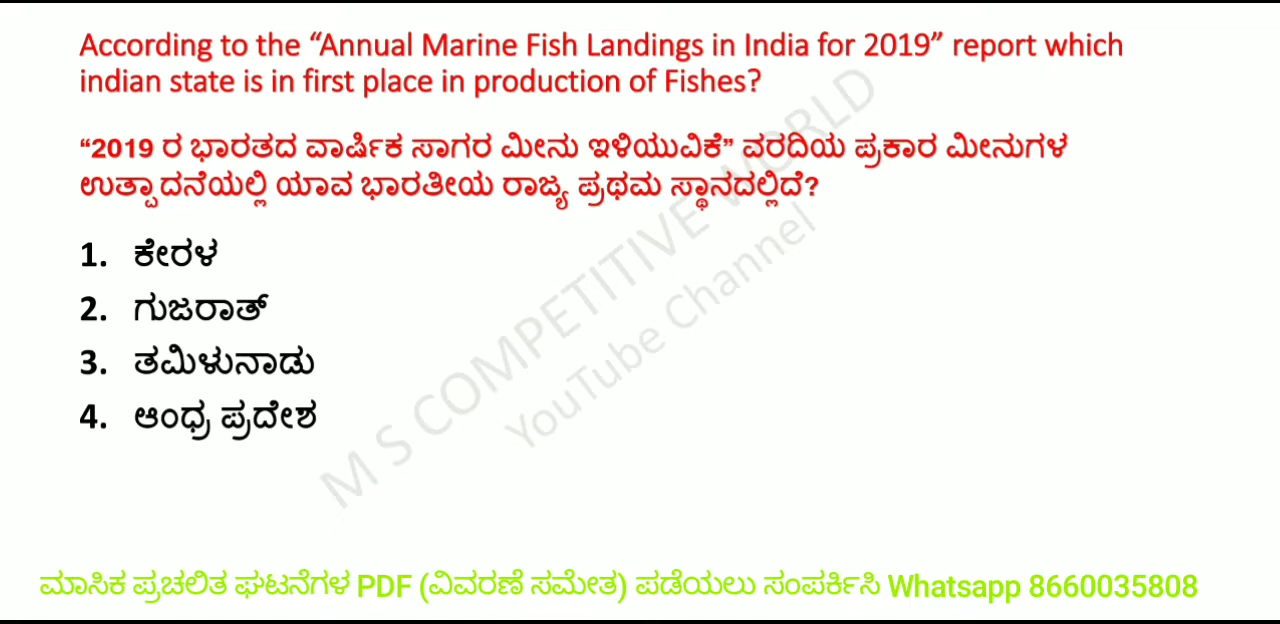 According to the “Annual Marine Fish Landings in India for 2019” report which
indian state is in first place in production of Fishes?
“2019 ರ ಭಾರತದ ವಾರ್ಷಿಕ ಸಾಗರ ಮೀನು ಇಳಿಯುವಿಕೆ” ವರದಿಯ ಪ್ರಕಾರ ಮೀನುಗಳ
ಉತ್ಪಾದನೆಯಲ್ಲಿ ಯಾವ ಭಾರತೀಯ ರಾಜ್ಯ ಪ್ರಥಮ ಸ್ಥಾನದಲ್ಲಿದೆ?
1. ಕೇರಳ
2. ಗುಜರಾತ್
3. ತಮಿಳುನಾಡು
4. ಆಂಧ್ರ ಪ್ರದೇಶ
M S COMPETITIVE WORLD
YouTube Channel
ಮಾಸಿಕ ಪ್ರಚಲಿತ ಘಟನೆಗಳ PDF (ವಿವರಣೆ ಸಮೇತ) ಪಡೆಯಲು ಸಂಪರ್ಕಿಸಿ Whatsapp 8660035808